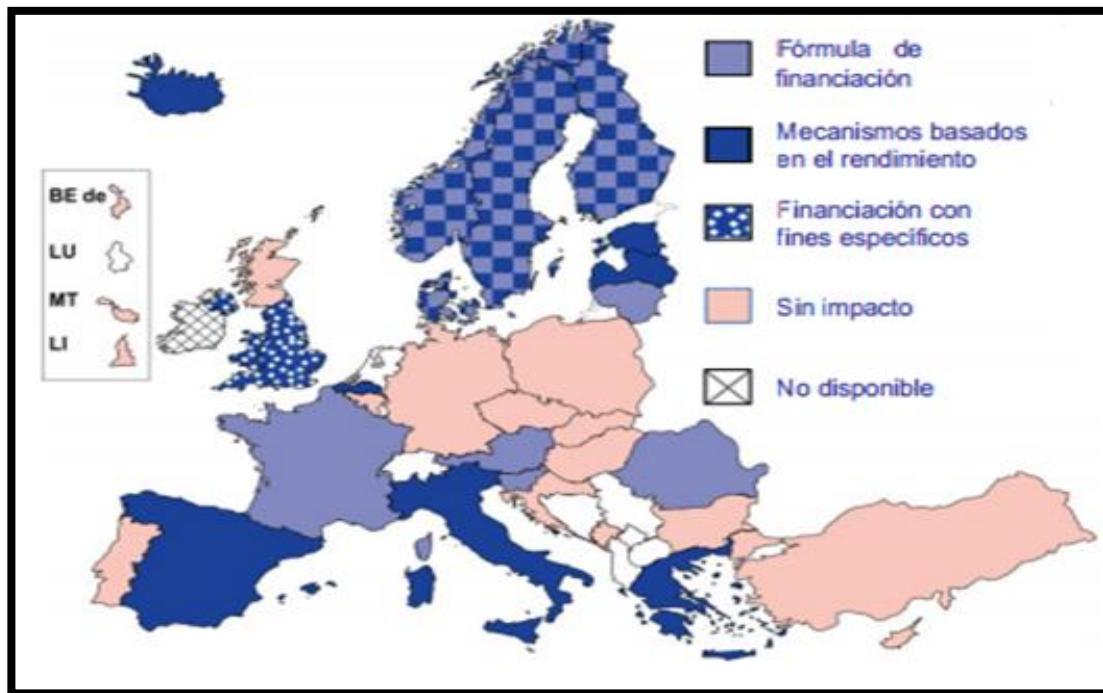 Fórmula de
financiación
Mecanismos basados
en el rendimiento
Financiación con
fines específicos
Sin impacto
No disponible
BE de
LU
MT
LI